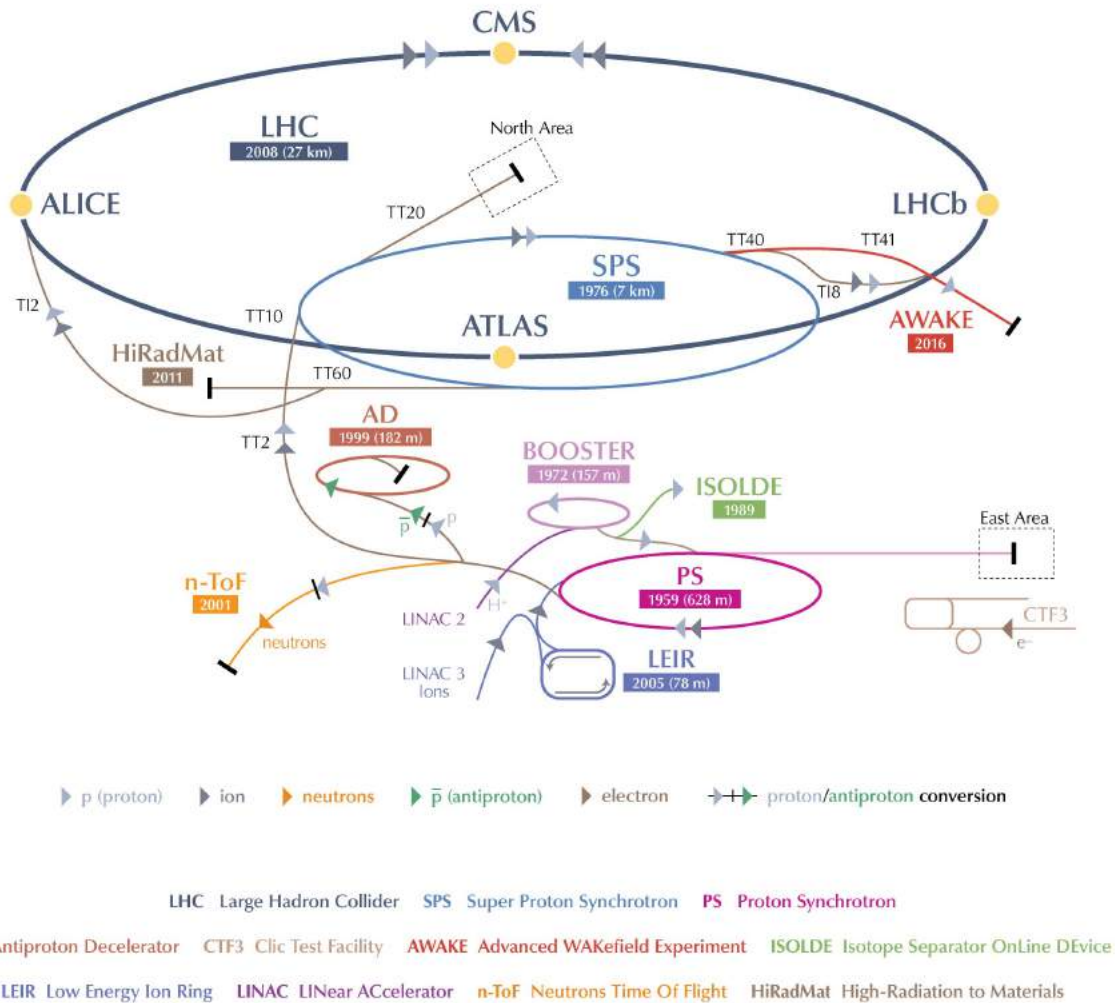 CMS
LHC
2008 (27 km)
North Area
ALICE
LHCb
TT20
TT40
TT41
SPS
1976 (7 km)
TI8
TI2
TT10
ATLAS
AWAKE
2016
HiRadMat
2011
TT60
AD
1999 (182 m)
TT2
BOOSTER
1972 (157 m)
ISOLDE
1989
p̅
p
East Area
n-ToF
2001
PS
1959 (628 m)
H⁻
LINAC 2
neutrons
CTF3
e⁻
LINAC 3
Ions
LEIR
2005 (78 m)
p (proton) ion neutrons p̅ (antiproton) electron proton/antiproton conversion
LHC Large Hadron Collider SPS Super Proton Synchrotron PS Proton Synchrotron
Antiproton Decelerator CTF3 Clic Test Facility AWAKE Advanced WAKefield Experiment ISOLDE Isotope Separator OnLine DEvice
LEIR Low Energy Ion Ring LINAC LINear ACcelerator n-ToF Neutrons Time Of Flight HiRadMat High-Radiation to Materials